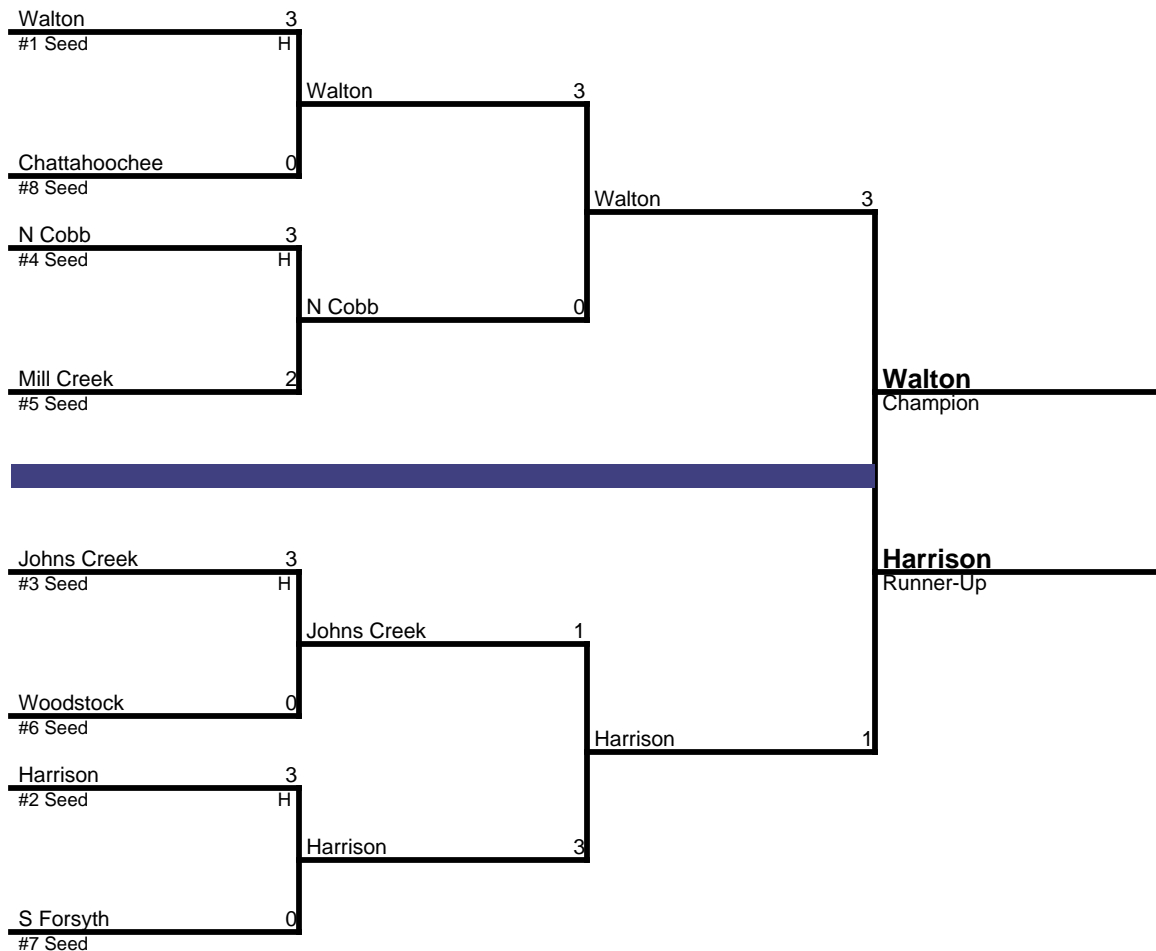 Walton 3
#1 Seed H
Walton 3
Chattahoochee 0
#8 Seed
Walton 3
N Cobb 3
#4 Seed H
N Cobb 0
Mill Creek 2
#5 Seed
Walton
Champion
Johns Creek 3
#3 Seed H
Harrison
Runner-Up
Johns Creek 1
Woodstock 0
#6 Seed
Harrison 1
Harrison 3
#2 Seed H
Harrison 3
S Forsyth 0
#7 Seed